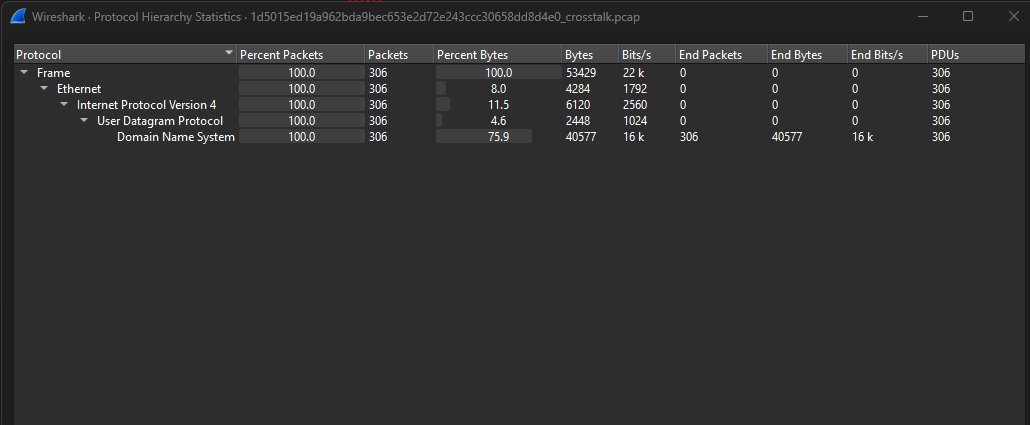 Wireshark · Protocol Hierarchy Statistics · 1d5015ed19a962bda9bec653e2d72e243ccc30658dd8d4e0_crosstalk.pcap
Protocol Percent Packets Packets Percent Bytes Bytes Bits/s End Packets End Bytes End Bits/s PDUs
Frame 100.0 306 100.0 53429 22 k 0 0 0 306
Ethernet 100.0 306 8.0 4284 1792 0 0 0 306
Internet Protocol Version 4 100.0 306 11.5 6120 2560 0 0 0 306
User Datagram Protocol 100.0 306 4.6 2448 1024 0 0 0 306
Domain Name System 100.0 306 75.9 40577 16 k 306 40577 16 k 306